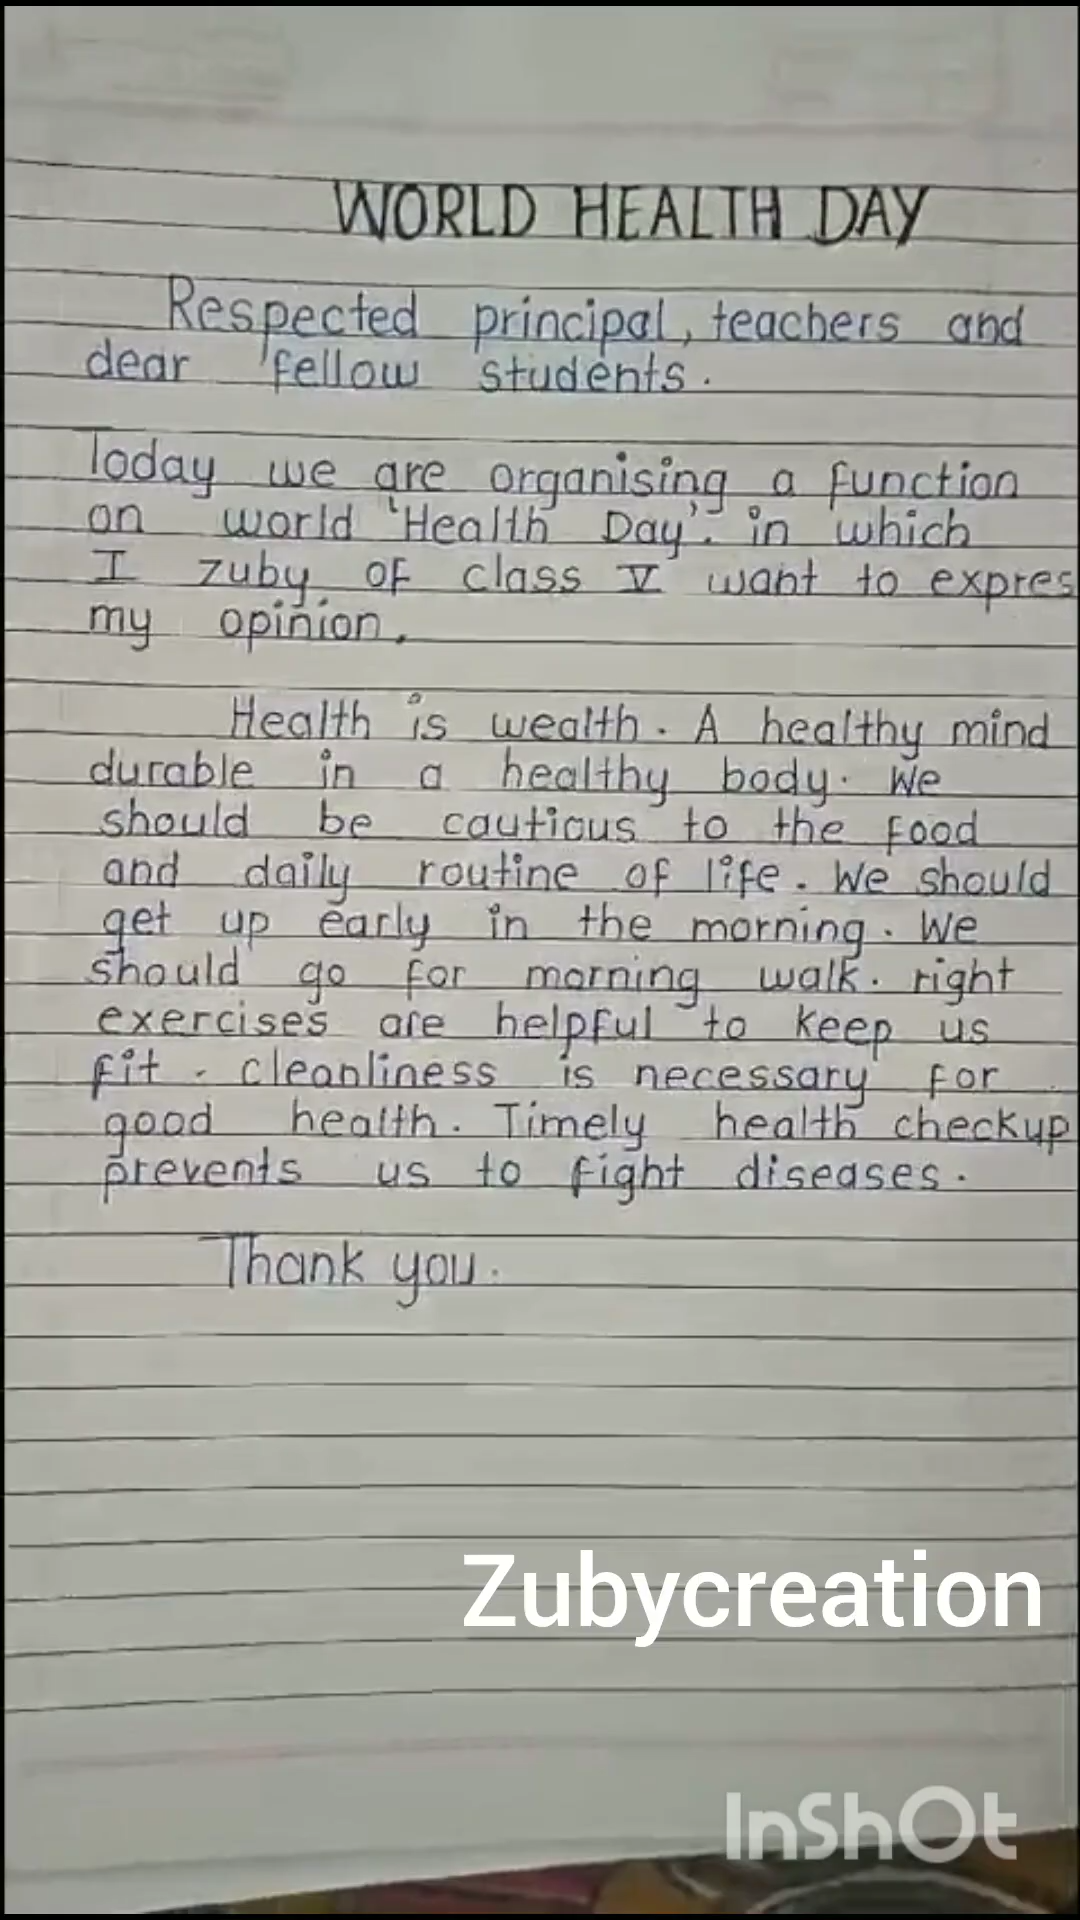 WORLD HEALTH DAY
Respected principal, teachers and
dear fellow students.
Today we are organising a function
on world 'Health Day'. in which
I zuby of class V want to expres
my opinion.
Health is wealth. A healthy mind
durable in a healthy body. We
should be cautious to the food
and daily routine of life. We should
get up early in the morning. We
should go for morning walk. right
exercises are helpful to keep us
fit. cleanliness is necessary for
good health. Timely health checkup
prevents us to fight diseases.
Thank you.
Zubycreation
InShOt